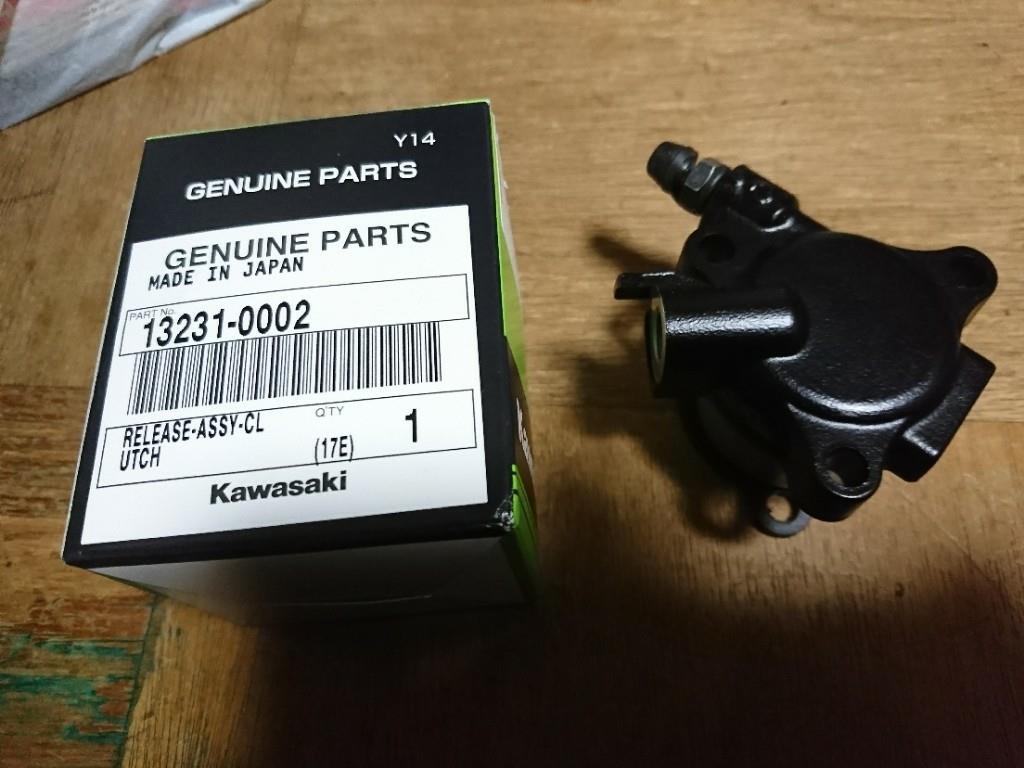 Y14
GENUINE PARTS
GENUINE PARTS
MADE IN JAPAN
PART No.
13231-0002
RELEASE-ASSY-CL
UTCH
Q'TY
(17E)
1
Kawasaki